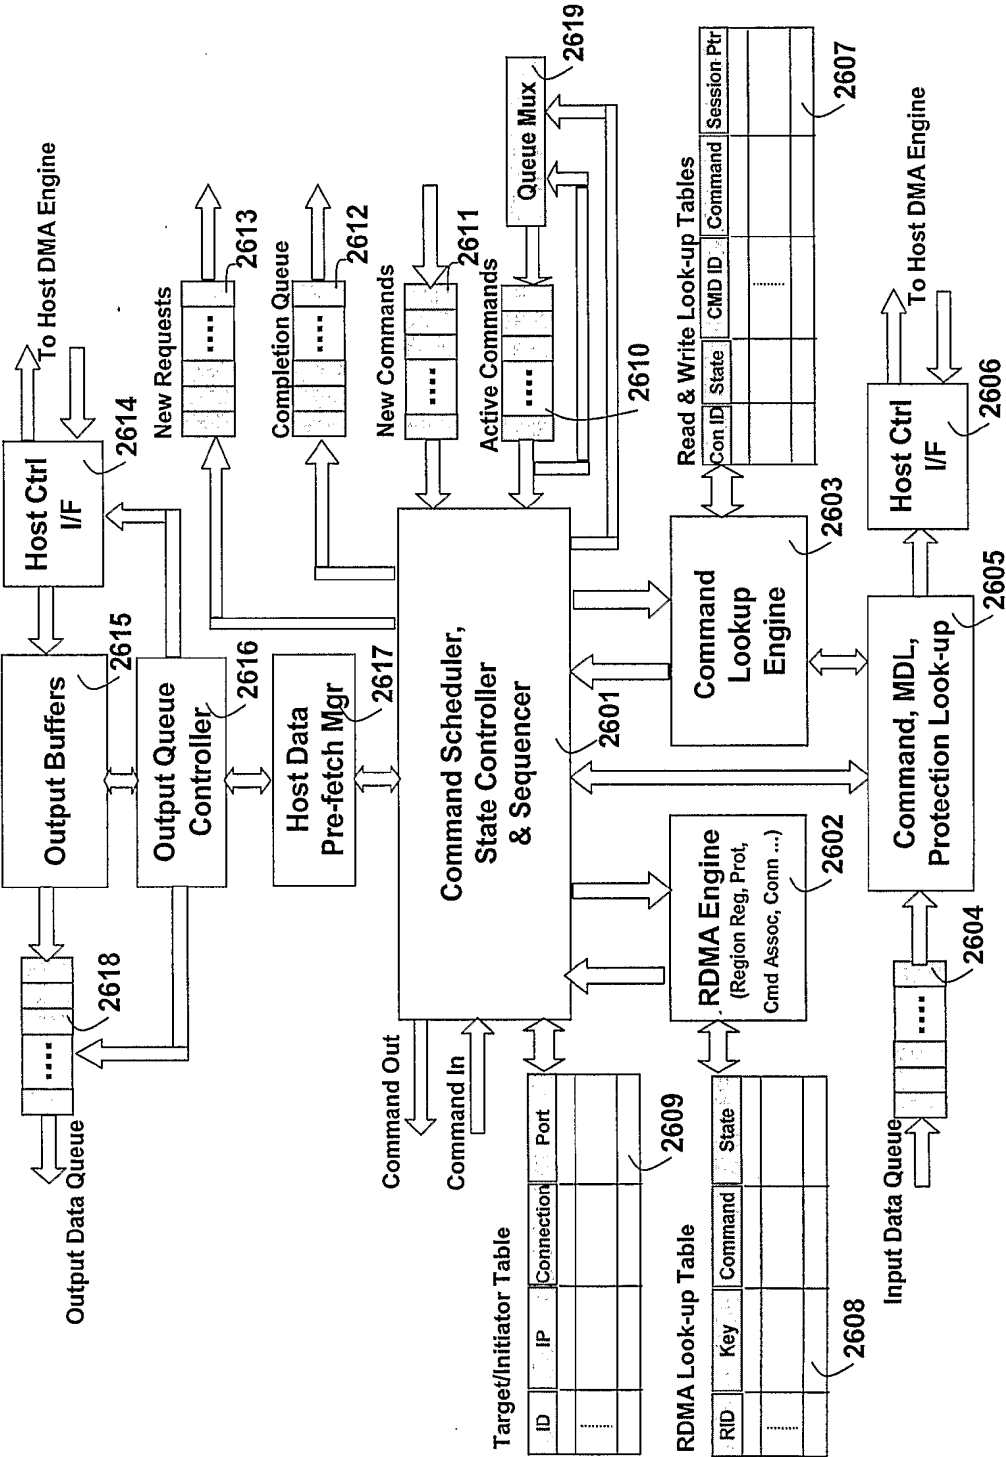 Output Data Queue
2618
Output Buffers
2615
Host Ctrl
I/F
2614
To Host DMA Engine
Output Queue
Controller
2616
New Requests
2613
Host Data
Pre-fetch Mgr
2617
Completion Queue
2612
Command Out
Command In
Command Scheduler,
State Controller
& Sequencer
2601
New Commands
2611
Active Commands
2610
Queue Mux
2619
Target/Initiator Table
ID
IP
Connection
Port
2609
RDMA Look-up Table
RID
Key
Command
State
2608
RDMA Engine
(Region Reg, Prot,
Cmd Assoc, Conn ...)
2602
Command
Lookup
Engine
2603
Read & Write Look-up Tables
Con ID
State
CMD ID
Command
Session Ptr
2607
Input Data Queue
2604
Command, MDL,
Protection Look-up
2605
Host Ctrl
I/F
2606
To Host DMA Engine